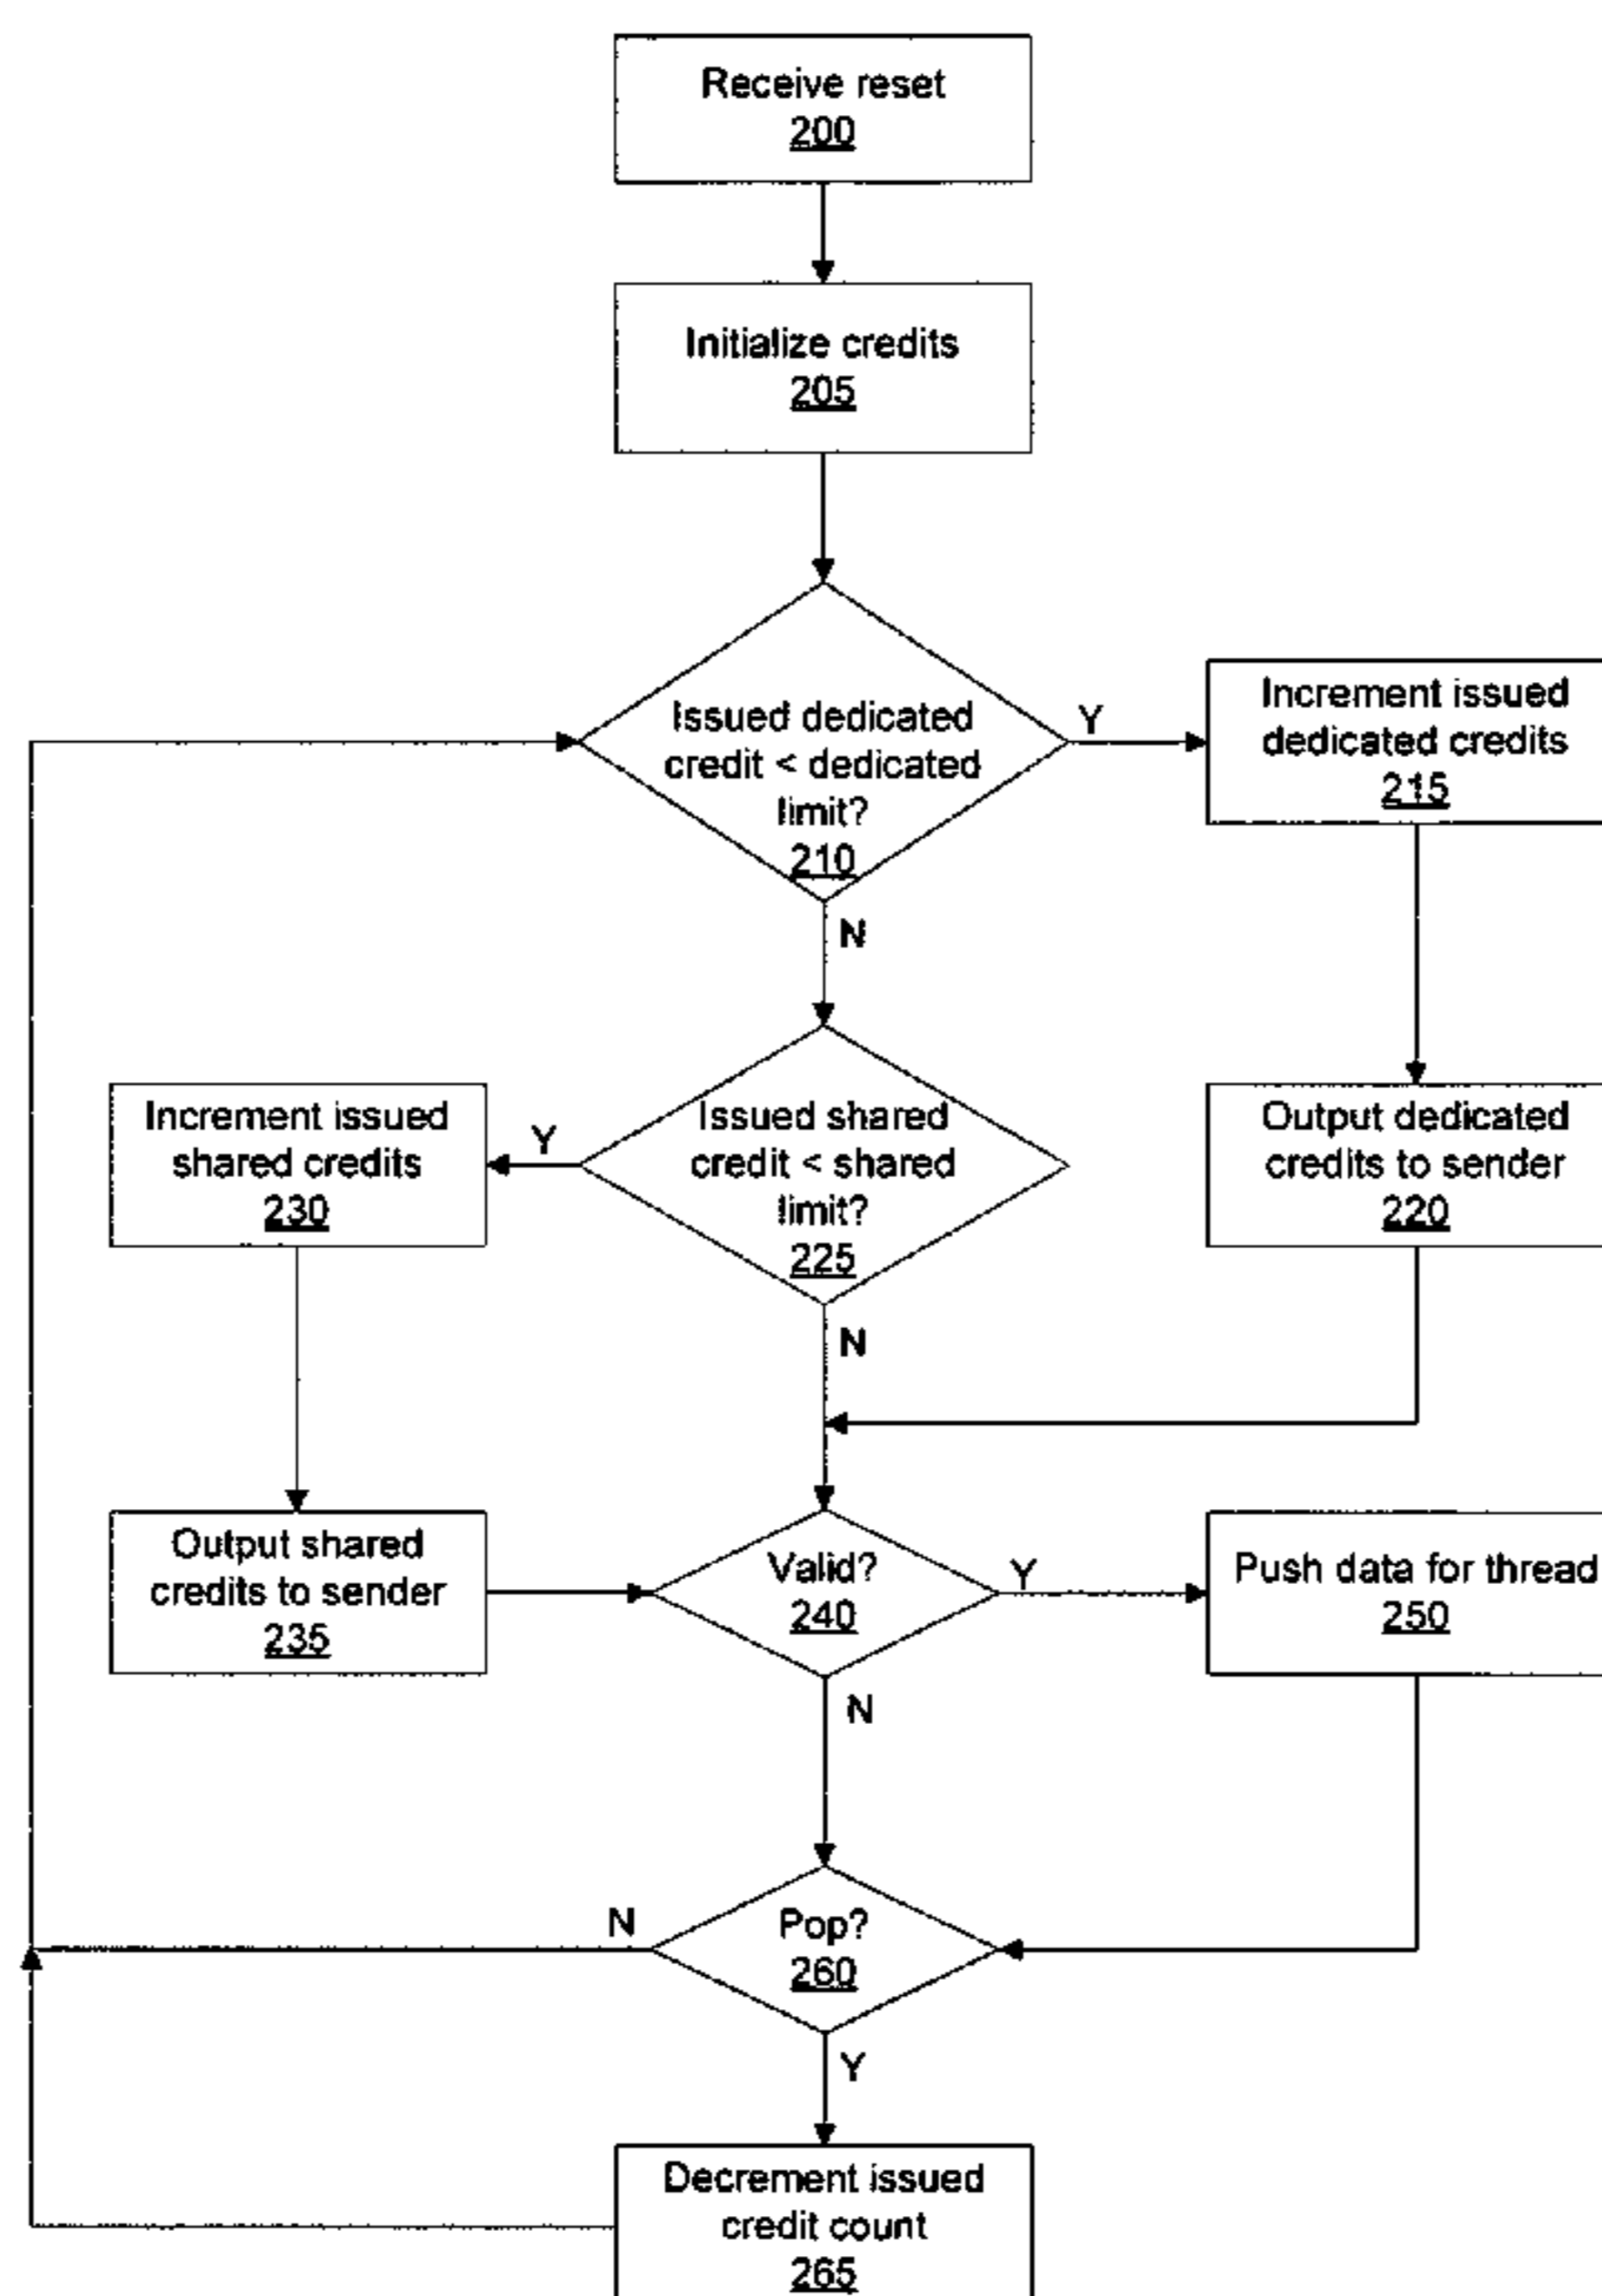 Receive reset
200
Initialize credits
205
Issued dedicated
credit < dedicated
limit?
210
Y
Increment issued
dedicated credits
215
N
Increment issued
shared credits
230
Y
Issued shared
credit < shared
limit?
225
Output dedicated
credits to sender
220
N
Output shared
credits to sender
235
Valid?
240
Y
Push data for thread
250
N
N
Pop?
260
Y
Decrement issued
credit count
265